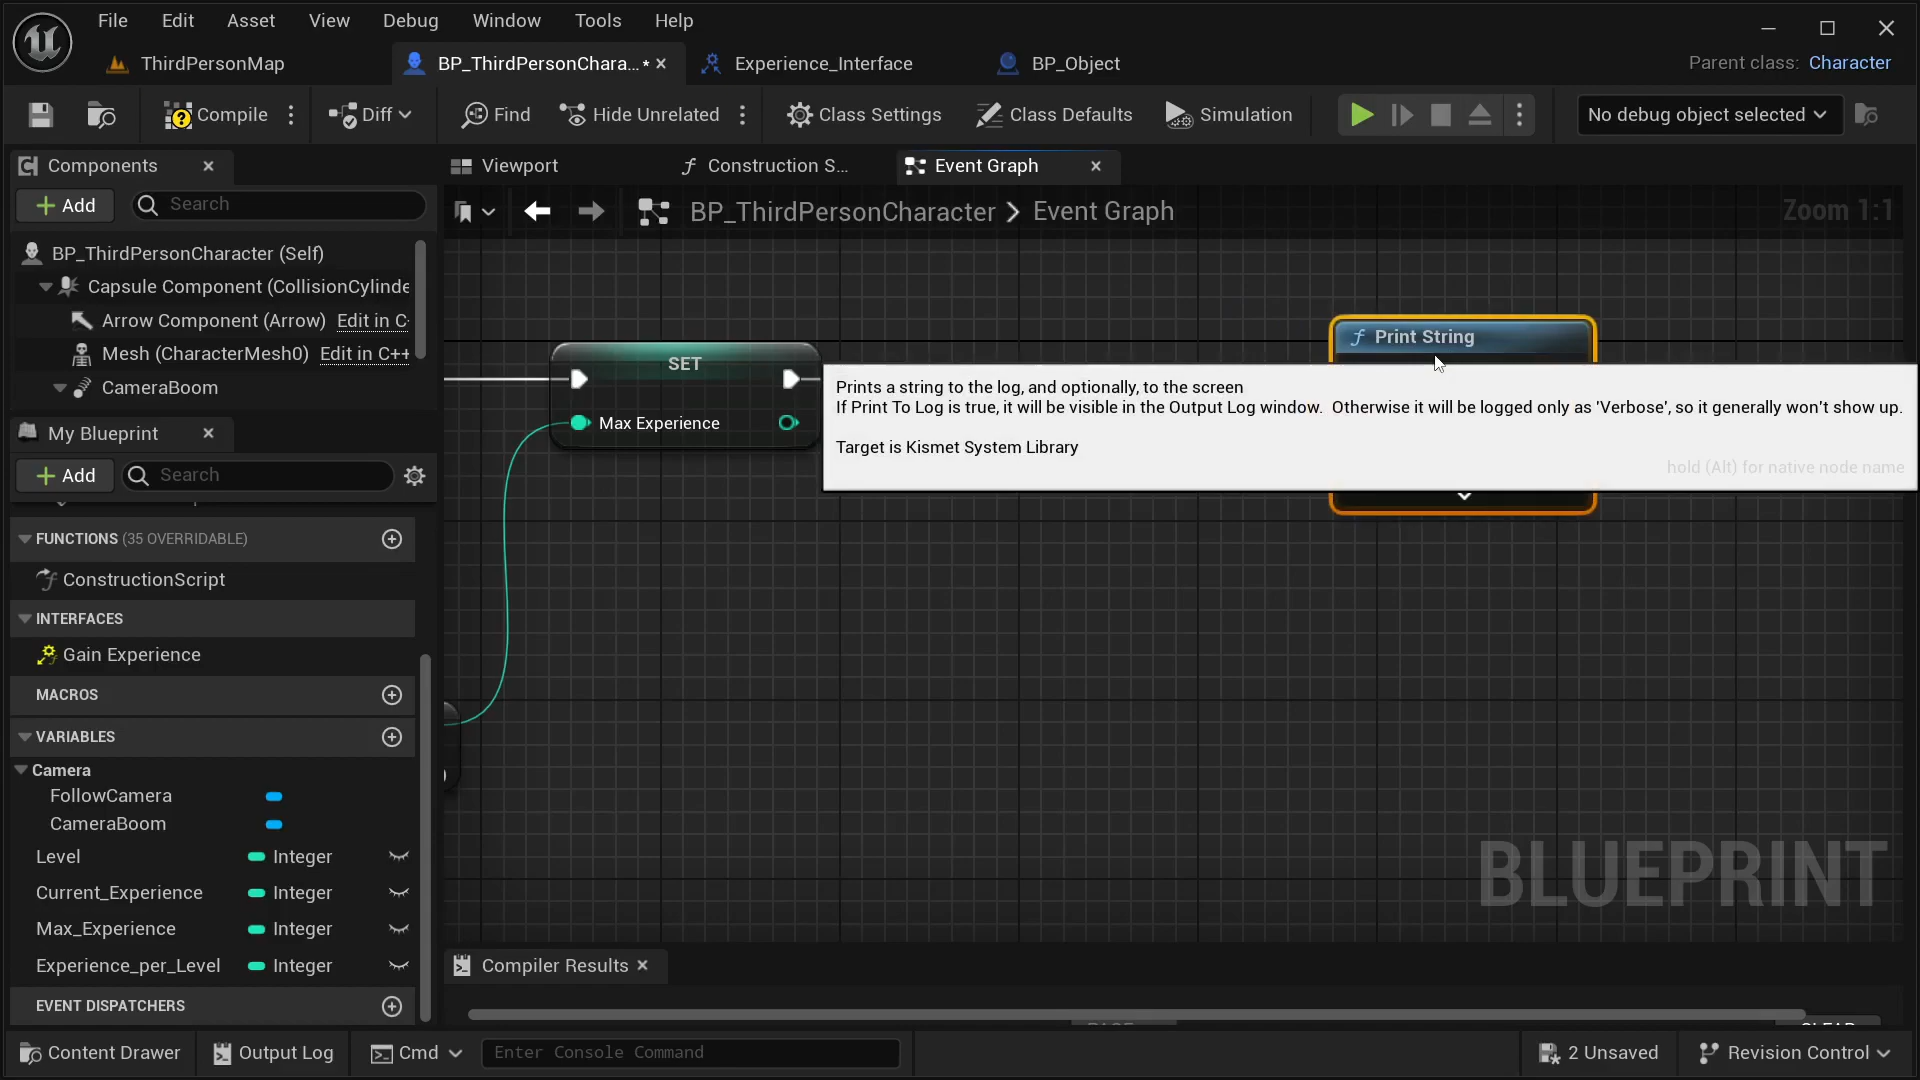 File Edit Asset View Debug Window Tools Help
ThirdPersonMap BP_ThirdPersonChara...* Experience_Interface BP_Object Parent class: Character
Compile Diff Find Hide Unrelated Class Settings Class Defaults Simulation No debug object selected
Components Viewport Construction S... Event Graph
Add Search BP_ThirdPersonCharacter > Event Graph Zoom 1:1
BP_ThirdPersonCharacter (Self)
Capsule Component (CollisionCylinde
Arrow Component (Arrow) Edit in C
Mesh (CharacterMesh0) Edit in C++
CameraBoom
SET
Max Experience
Print String
Prints a string to the log, and optionally, to the screen
If Print To Log is true, it will be visible in the Output Log window. Otherwise it will be logged only as 'Verbose', so it generally won't show up.
Target is Kismet System Library
hold (Alt) for native node name
My Blueprint
Add Search
FUNCTIONS (35 OVERRIDABLE)
ConstructionScript
INTERFACES
Gain Experience
MACROS
VARIABLES
Camera
FollowCamera
CameraBoom
Level Integer
Current_Experience Integer
Max_Experience Integer
Experience_per_Level Integer
EVENT DISPATCHERS
BLUEPRINT
Compiler Results
Content Drawer Output Log Cmd Enter Console Command 2 Unsaved Revision Control